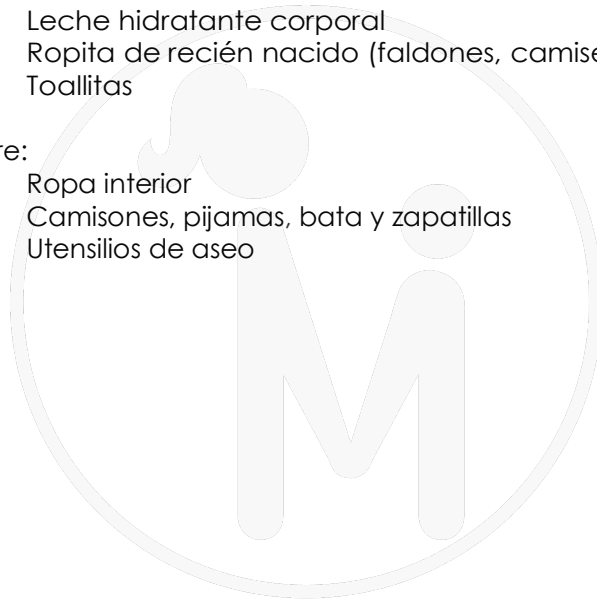 Leche hidratante corporal
Ropita de recién nacido (faldones, camise
Toallitas
re:
Ropa interior
Camisones, pijamas, bata y zapatillas
Utensilios de aseo